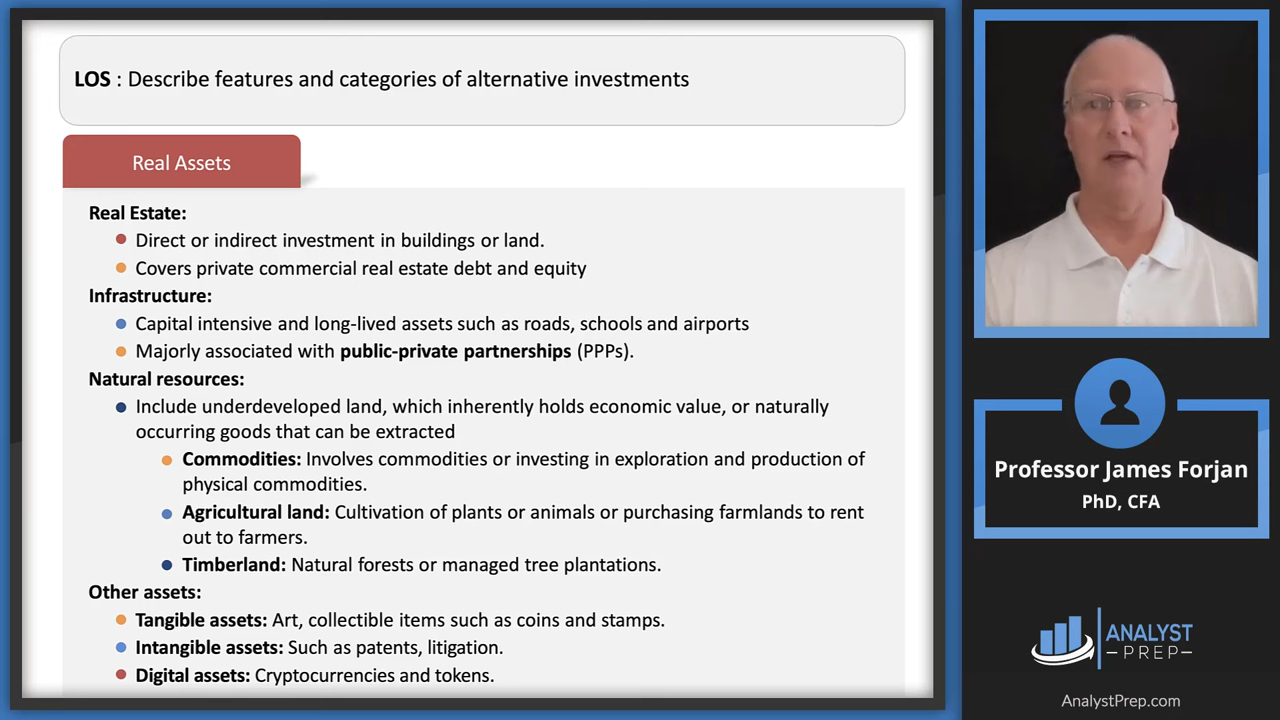 LOS : Describe features and categories of alternative investments
Real Assets
Real Estate:
Direct or indirect investment in buildings or land.
Covers private commercial real estate debt and equity
Infrastructure:
Capital intensive and long-lived assets such as roads, schools and airports
Majorly associated with public-private partnerships (PPPs).
Natural resources:
Include underdeveloped land, which inherently holds economic value, or naturally
occurring goods that can be extracted
Commodities: Involves commodities or investing in exploration and production of
physical commodities.
Agricultural land: Cultivation of plants or animals or purchasing farmlands to rent
out to farmers.
Timberland: Natural forests or managed tree plantations.
Other assets:
Tangible assets: Art, collectible items such as coins and stamps.
Intangible assets: Such as patents, litigation.
Digital assets: Cryptocurrencies and tokens.
Professor James Forjan
PhD, CFA
ANALYST
PREP
AnalystPrep.com